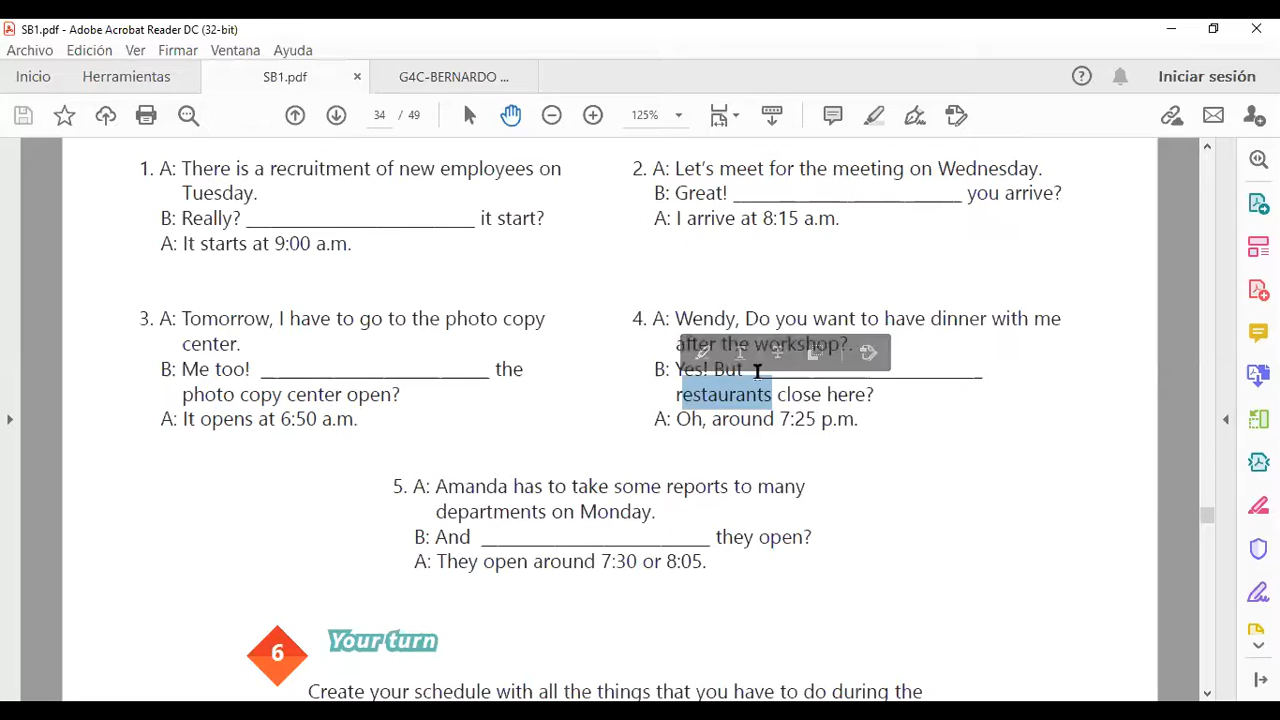 SB1.pdf - Adobe Acrobat Reader DC (32-bit)
Archivo Edición Ver Firmar Ventana Ayuda
Inicio Herramientas SB1.pdf × G4C-BERNARDO ... Iniciar sesión
34 / 49 125%
1. A: There is a recruitment of new employees on
Tuesday.
B: Really? ________________________ it start?
A: It starts at 9:00 a.m.
2. A: Let's meet for the meeting on Wednesday.
B: Great! ________________________ you arrive?
A: I arrive at 8:15 a.m.
3. A: Tomorrow, I have to go to the photo copy
center.
B: Me too! ________________________ the
photo copy center open?
A: It opens at 6:50 a.m.
4. A: Wendy, Do you want to have dinner with me
after the workshop?.
B: Yes! But ________________________
restaurants close here?
A: Oh, around 7:25 p.m.
5. A: Amanda has to take some reports to many
departments on Monday.
B: And ________________________ they open?
A: They open around 7:30 or 8:05.
6 Your turn
Create your schedule with all the things that you have to do during the